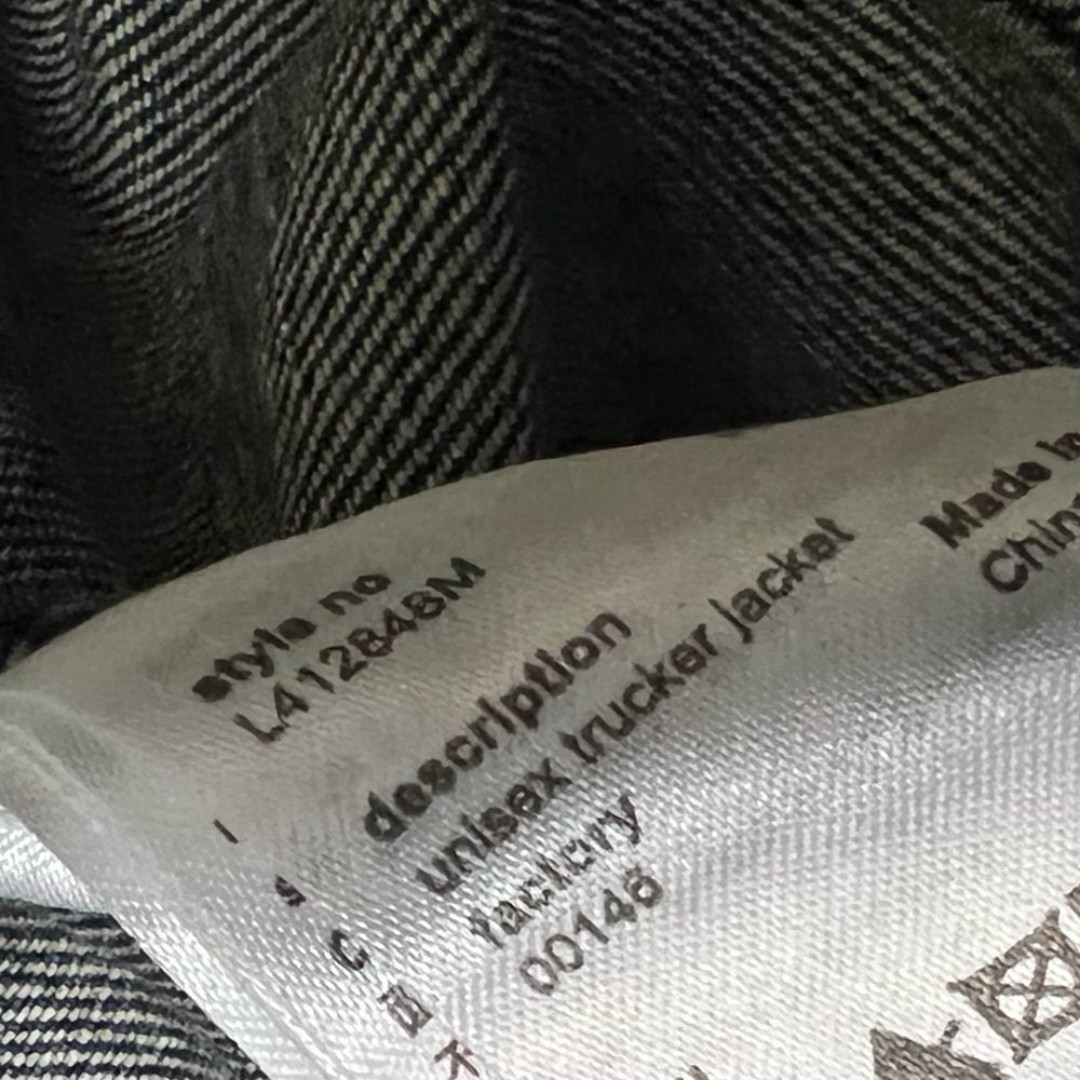 style no
L412848M
description
unisex trucker jacket
factory
00146
Made in
China